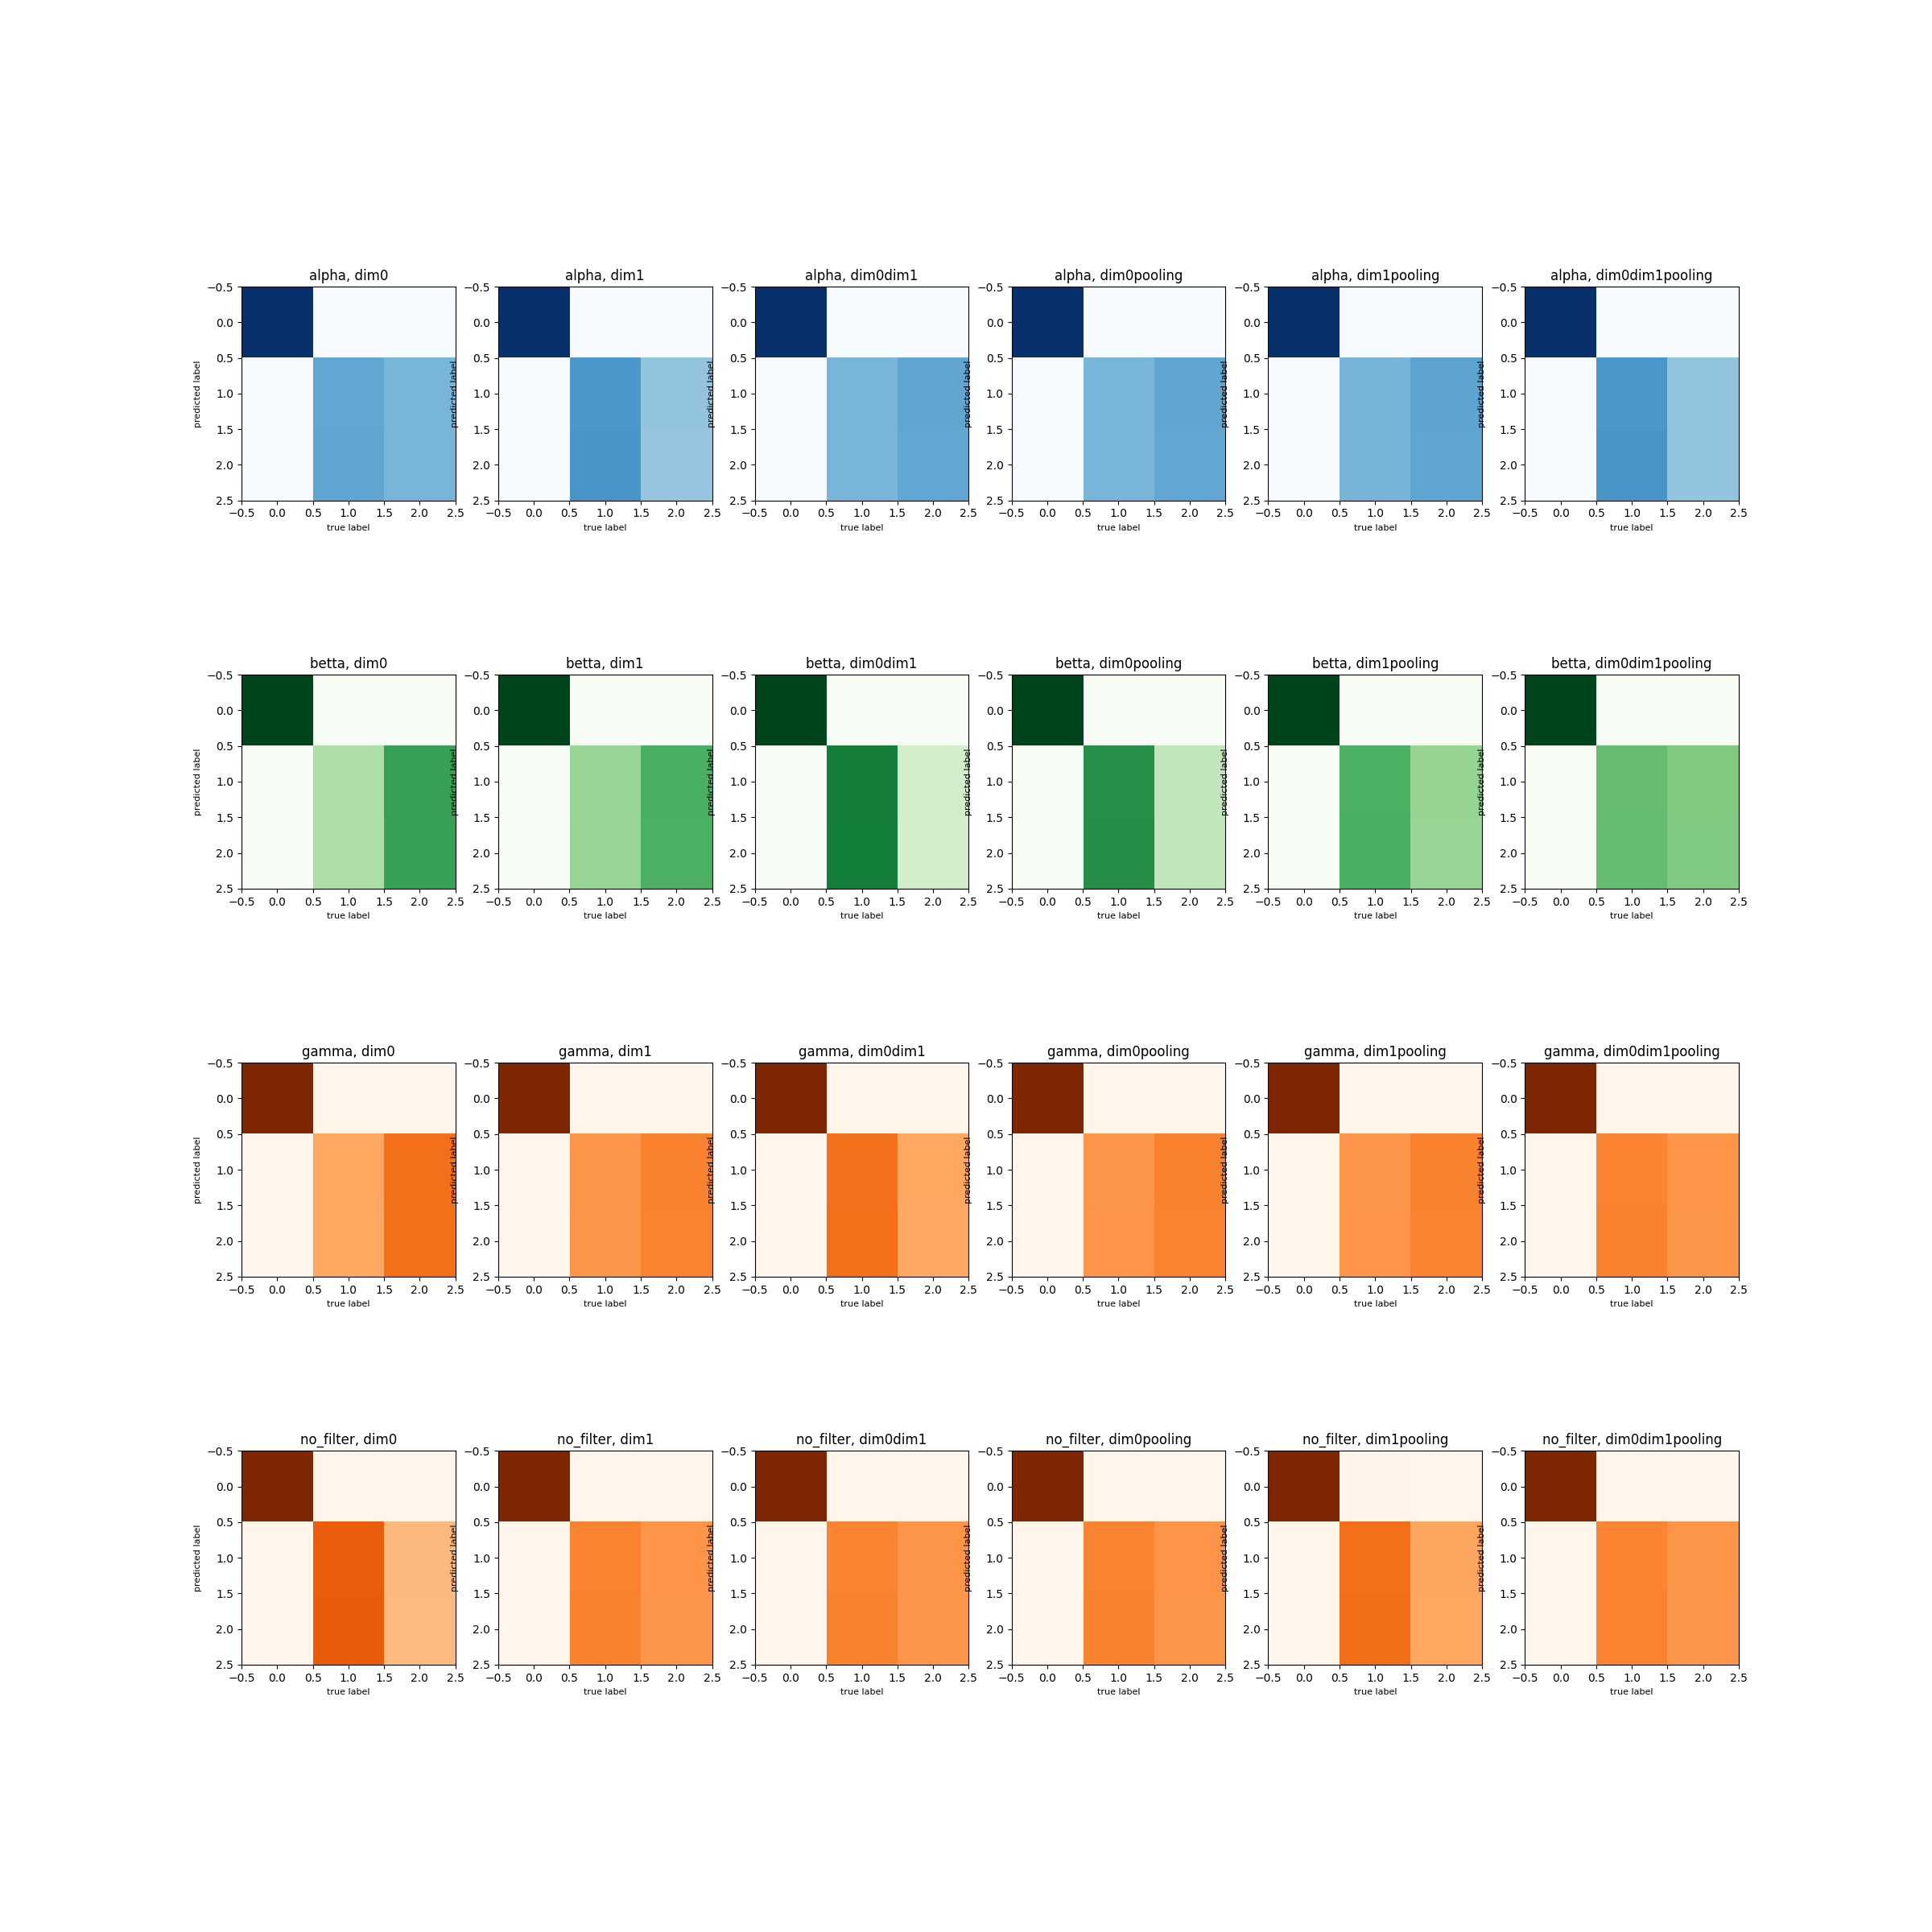 alpha, dim0 alpha, dim1 alpha, dim0dim1 alpha, dim0pooling alpha, dim1pooling alpha, dim0dim1pooling
−0.5 −0.5 −0.5 −0.5 −0.5 −0.5
0.0 0.0 0.0 0.0 0.0 0.0
0.5 0.5 0.5 0.5 0.5 0.5
predicted label predicted label predicted label predicted label predicted label predicted label
1.0 1.0 1.0 1.0 1.0 1.0
1.5 1.5 1.5 1.5 1.5 1.5
2.0 2.0 2.0 2.0 2.0 2.0
2.5 2.5 2.5 2.5 2.5 2.5
−0.5 0.0 0.5 1.0 1.5 2.0 2.5 −0.5 0.0 0.5 1.0 1.5 2.0 2.5 −0.5 0.0 0.5 1.0 1.5 2.0 2.5 −0.5 0.0 0.5 1.0 1.5 2.0 2.5 −0.5 0.0 0.5 1.0 1.5 2.0 2.5 −0.5 0.0 0.5 1.0 1.5 2.0 2.5
true label true label true label true label true label true label
betta, dim0 betta, dim1 betta, dim0dim1 betta, dim0pooling betta, dim1pooling betta, dim0dim1pooling
−0.5 −0.5 −0.5 −0.5 −0.5 −0.5
0.0 0.0 0.0 0.0 0.0 0.0
0.5 0.5 0.5 0.5 0.5 0.5
predicted label predicted label predicted label predicted label predicted label predicted label
1.0 1.0 1.0 1.0 1.0 1.0
1.5 1.5 1.5 1.5 1.5 1.5
2.0 2.0 2.0 2.0 2.0 2.0
2.5 2.5 2.5 2.5 2.5 2.5
−0.5 0.0 0.5 1.0 1.5 2.0 2.5 −0.5 0.0 0.5 1.0 1.5 2.0 2.5 −0.5 0.0 0.5 1.0 1.5 2.0 2.5 −0.5 0.0 0.5 1.0 1.5 2.0 2.5 −0.5 0.0 0.5 1.0 1.5 2.0 2.5 −0.5 0.0 0.5 1.0 1.5 2.0 2.5
true label true label true label true label true label true label
gamma, dim0 gamma, dim1 gamma, dim0dim1 gamma, dim0pooling gamma, dim1pooling gamma, dim0dim1pooling
−0.5 −0.5 −0.5 −0.5 −0.5 −0.5
0.0 0.0 0.0 0.0 0.0 0.0
0.5 0.5 0.5 0.5 0.5 0.5
predicted label predicted label predicted label predicted label predicted label predicted label
1.0 1.0 1.0 1.0 1.0 1.0
1.5 1.5 1.5 1.5 1.5 1.5
2.0 2.0 2.0 2.0 2.0 2.0
2.5 2.5 2.5 2.5 2.5 2.5
−0.5 0.0 0.5 1.0 1.5 2.0 2.5 −0.5 0.0 0.5 1.0 1.5 2.0 2.5 −0.5 0.0 0.5 1.0 1.5 2.0 2.5 −0.5 0.0 0.5 1.0 1.5 2.0 2.5 −0.5 0.0 0.5 1.0 1.5 2.0 2.5 −0.5 0.0 0.5 1.0 1.5 2.0 2.5
true label true label true label true label true label true label
no_filter, dim0 no_filter, dim1 no_filter, dim0dim1 no_filter, dim0pooling no_filter, dim1pooling no_filter, dim0dim1pooling
−0.5 −0.5 −0.5 −0.5 −0.5 −0.5
0.0 0.0 0.0 0.0 0.0 0.0
0.5 0.5 0.5 0.5 0.5 0.5
predicted label predicted label predicted label predicted label predicted label predicted label
1.0 1.0 1.0 1.0 1.0 1.0
1.5 1.5 1.5 1.5 1.5 1.5
2.0 2.0 2.0 2.0 2.0 2.0
2.5 2.5 2.5 2.5 2.5 2.5
−0.5 0.0 0.5 1.0 1.5 2.0 2.5 −0.5 0.0 0.5 1.0 1.5 2.0 2.5 −0.5 0.0 0.5 1.0 1.5 2.0 2.5 −0.5 0.0 0.5 1.0 1.5 2.0 2.5 −0.5 0.0 0.5 1.0 1.5 2.0 2.5 −0.5 0.0 0.5 1.0 1.5 2.0 2.5
true label true label true label true label true label true label